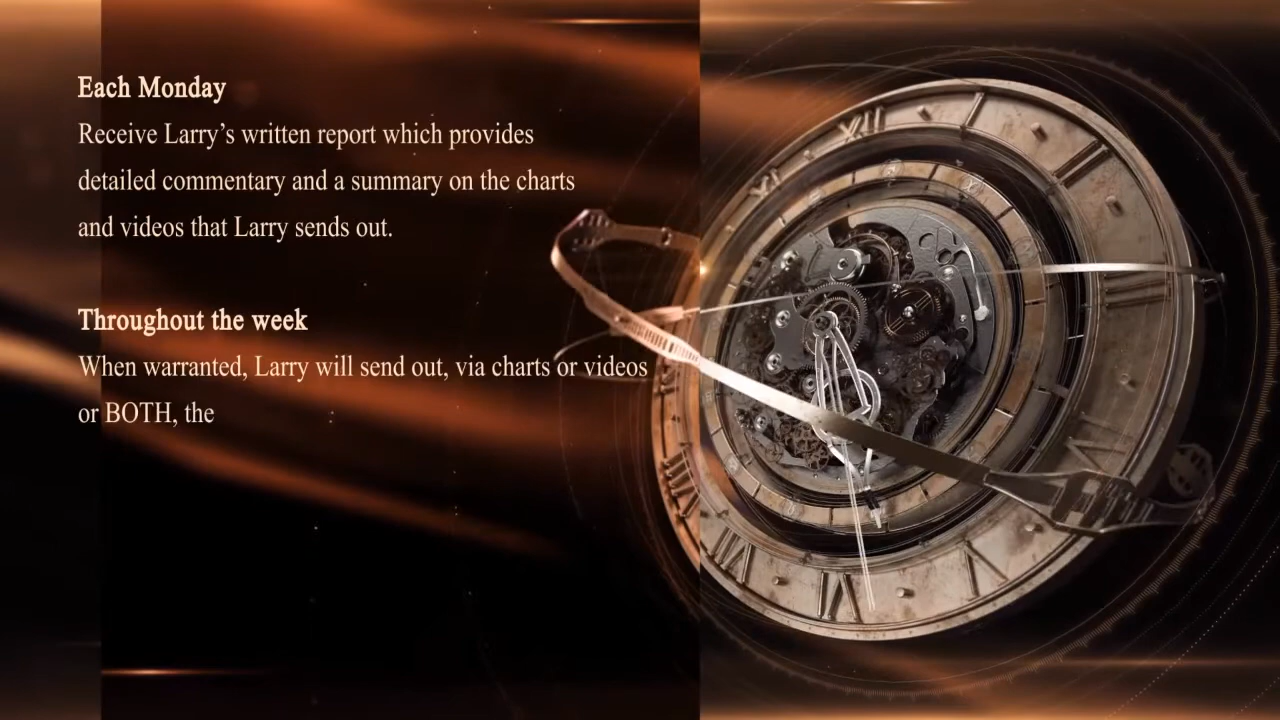 Each Monday
Receive Larry’s written report which provides
detailed commentary and a summary on the charts
and videos that Larry sends out.
Throughout the week
When warranted, Larry will send out, via charts or videos
or BOTH, the